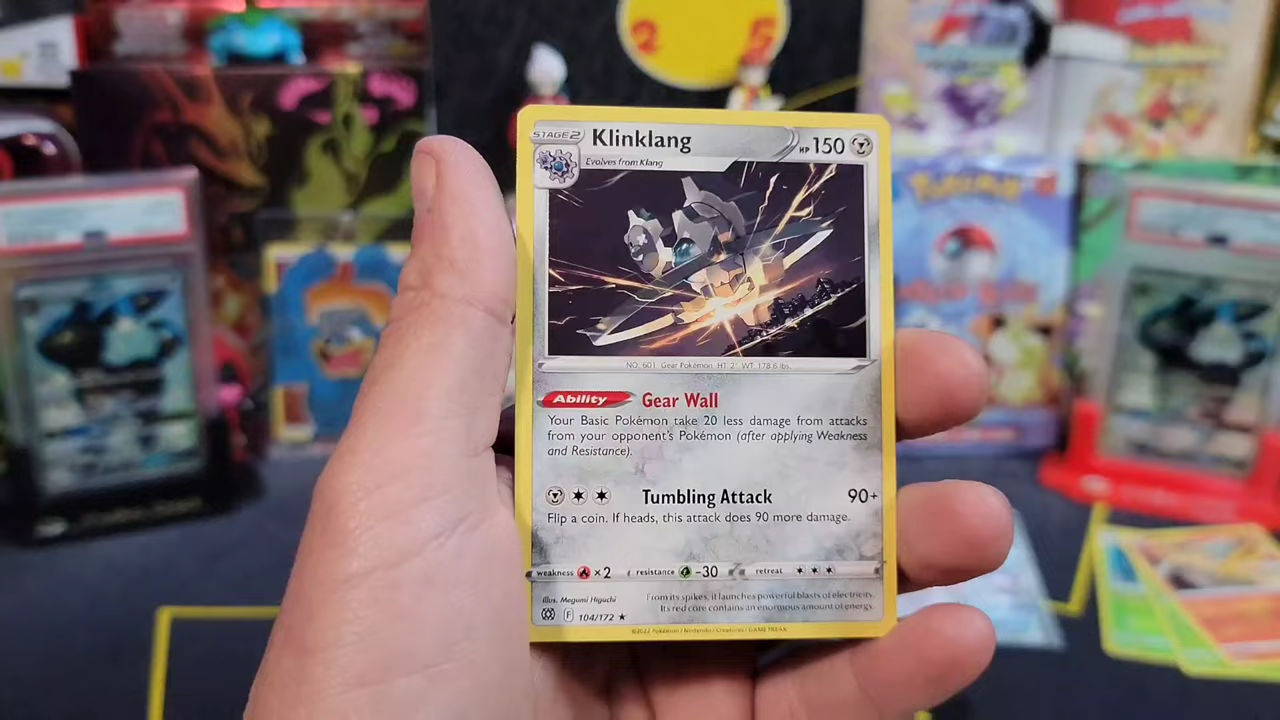 2 5
Pokémon
STAGE2
Klinklang
HP 150
Evolves from Klang
NO. 601 Gear Pokémon HT: 2' WT: 178.6 lbs.
Ability Gear Wall
Your Basic Pokémon take 20 less damage from attacks
from your opponent's Pokémon (after applying Weakness
and Resistance).
Tumbling Attack 90+
Flip a coin. If heads, this attack does 90 more damage.
weakness ×2 resistance -30 retreat
Illus. Megumi Higuchi
From its spikes, it launches powerful blasts of electricity.
Its red core contains an enormous amount of energy.
F 104/172 ★
©2022 Pokémon / Nintendo / Creatures / GAME FREAK